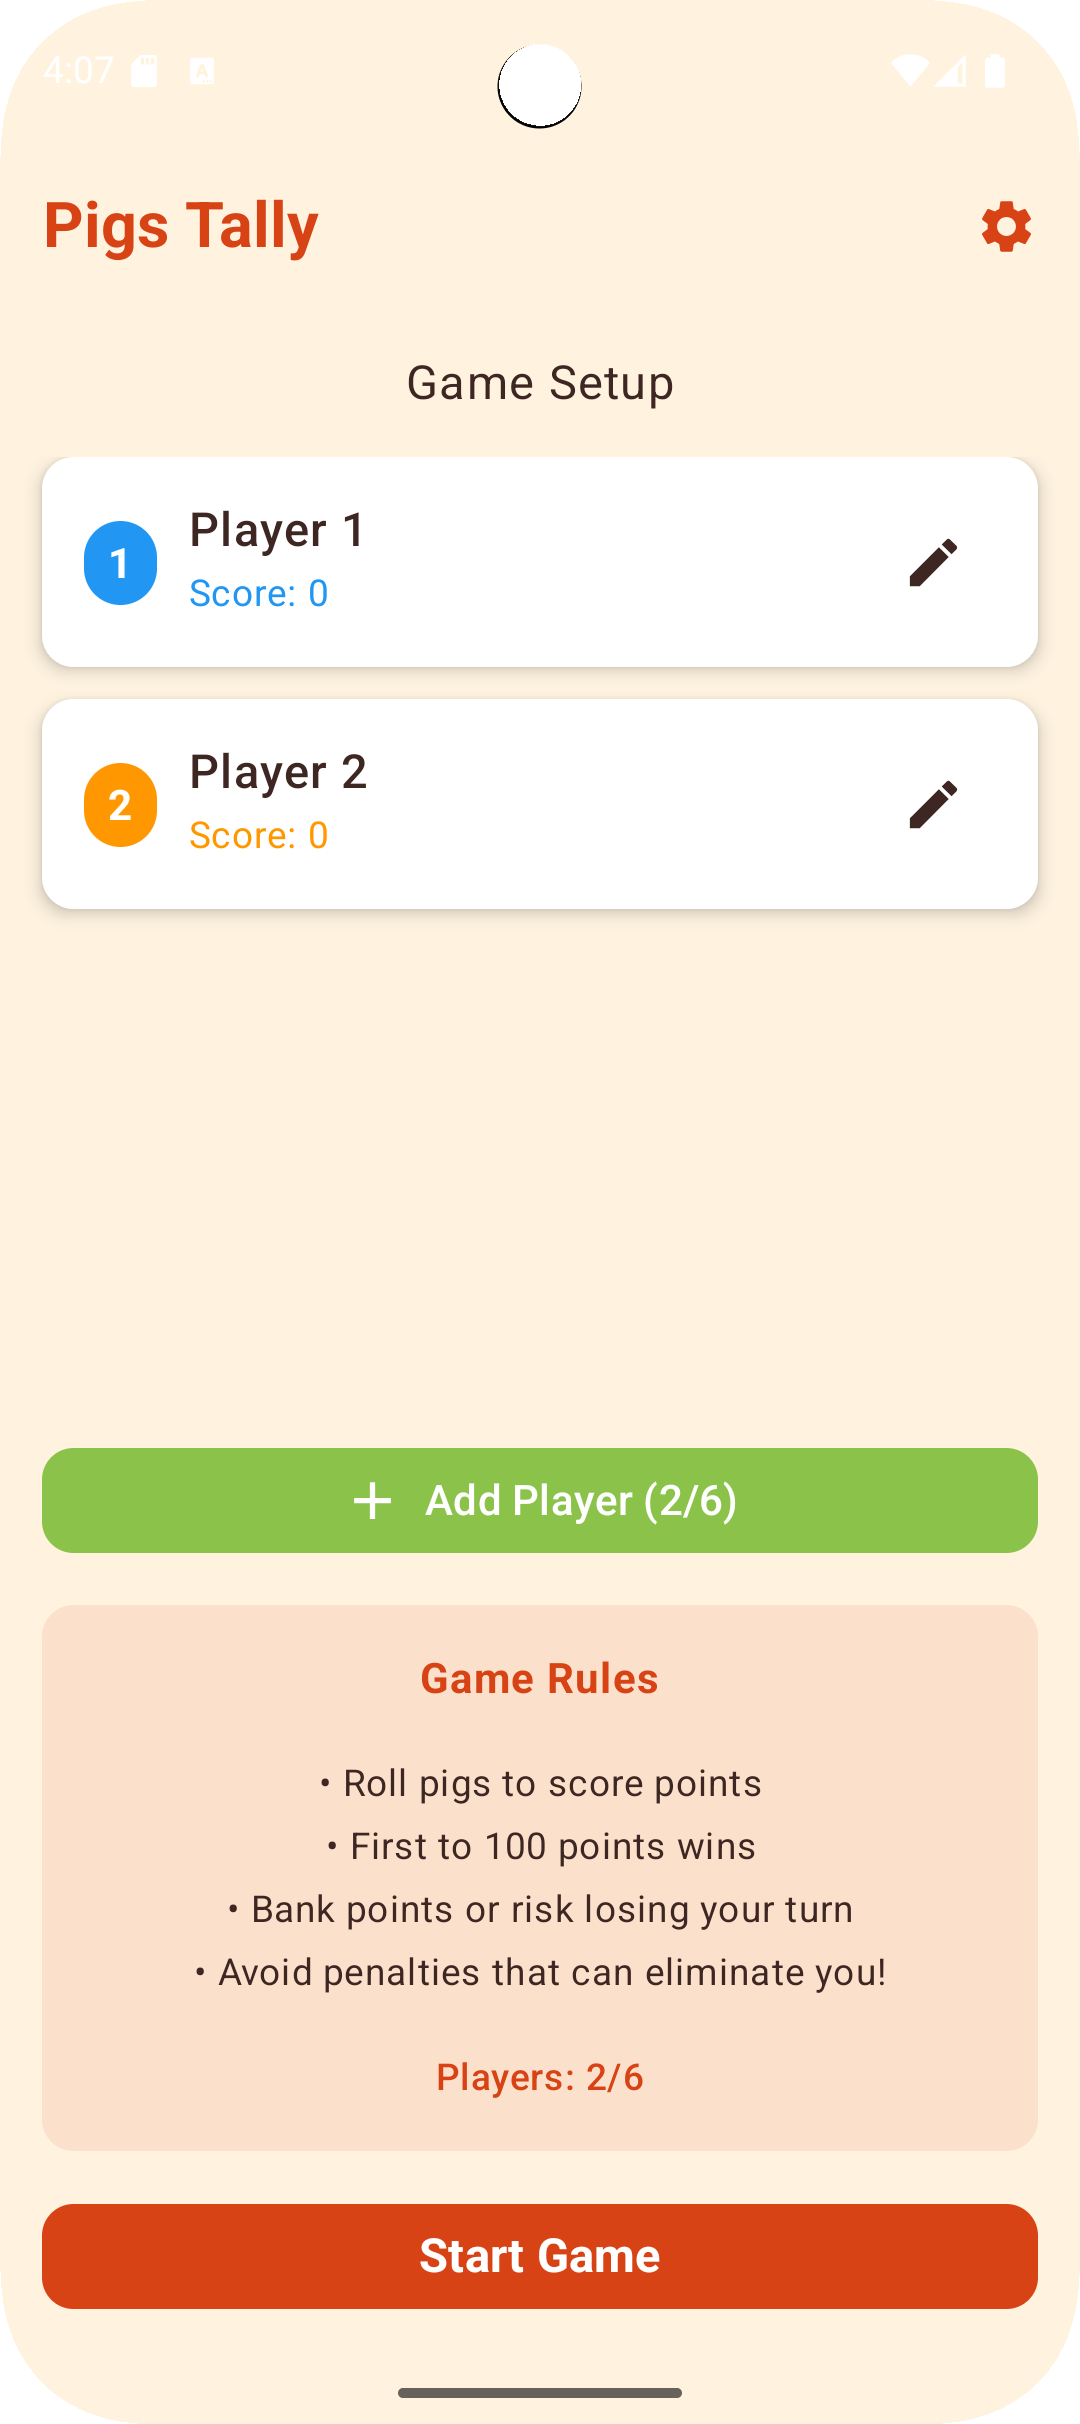 4:07
Pigs Tally
Game Setup
1
Player 1
Score: 0
2
Player 2
Score: 0
Add Player (2/6)
Game Rules
• Roll pigs to score points
• First to 100 points wins
• Bank points or risk losing your turn
• Avoid penalties that can eliminate you!
Players: 2/6
Start Game